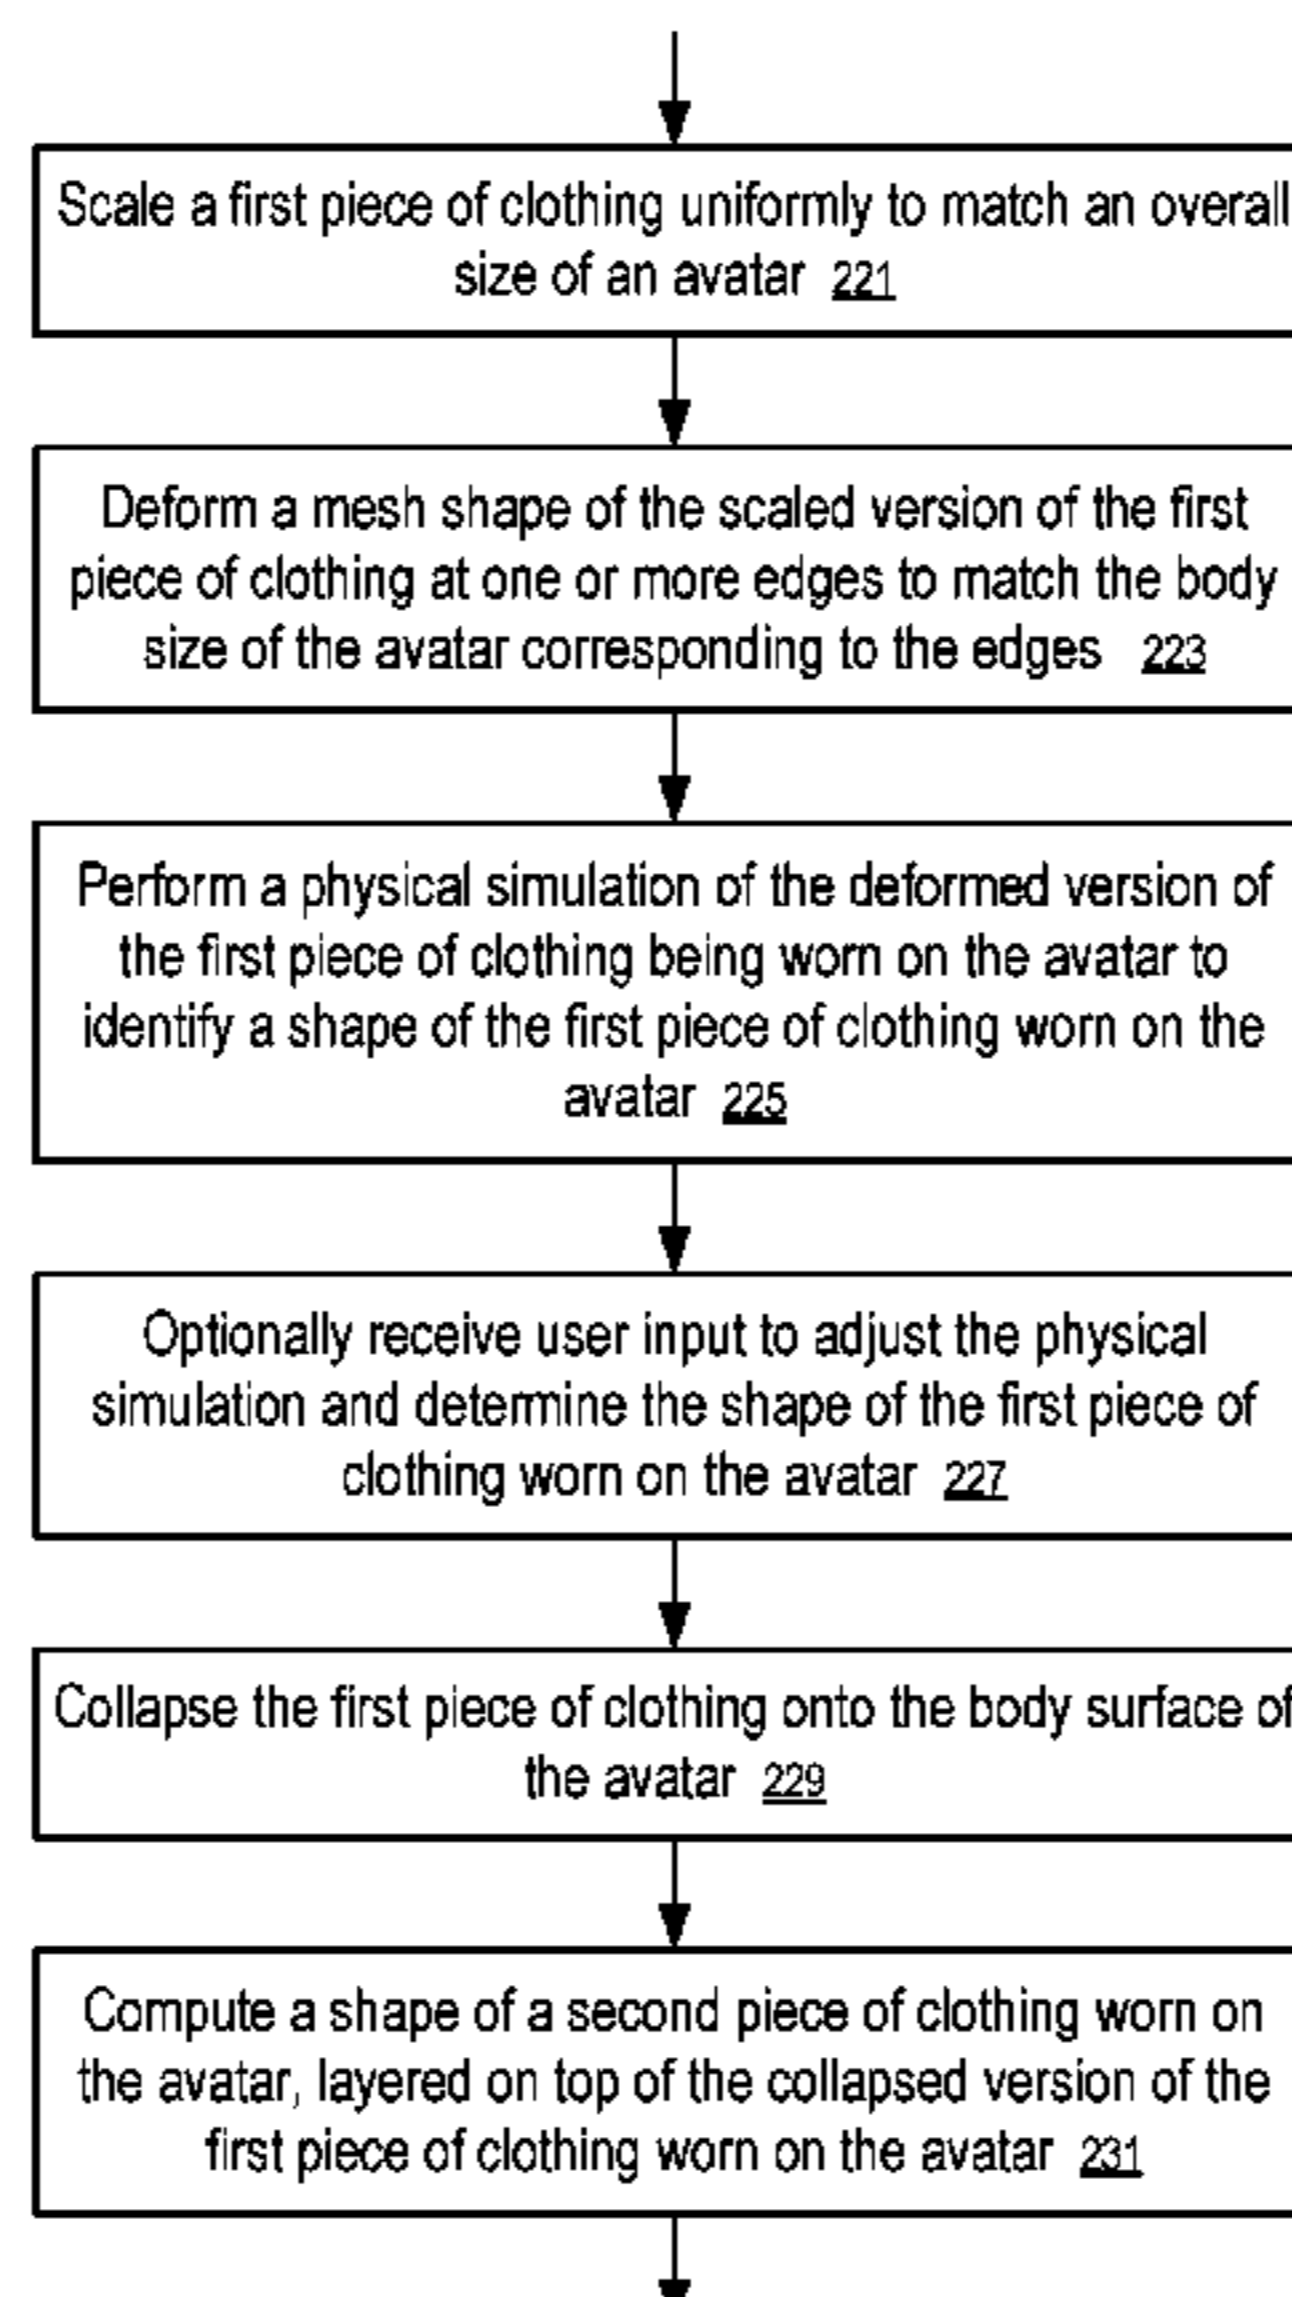 Scale a first piece of clothing uniformly to match an overall
size of an avatar 221
Deform a mesh shape of the scaled version of the first
piece of clothing at one or more edges to match the body
size of the avatar corresponding to the edges 223
Perform a physical simulation of the deformed version of
the first piece of clothing being worn on the avatar to
identify a shape of the first piece of clothing worn on the
avatar 225
Optionally receive user input to adjust the physical
simulation and determine the shape of the first piece of
clothing worn on the avatar 227
Collapse the first piece of clothing onto the body surface of
the avatar 229
Compute a shape of a second piece of clothing worn on
the avatar, layered on top of the collapsed version of the
first piece of clothing worn on the avatar 231